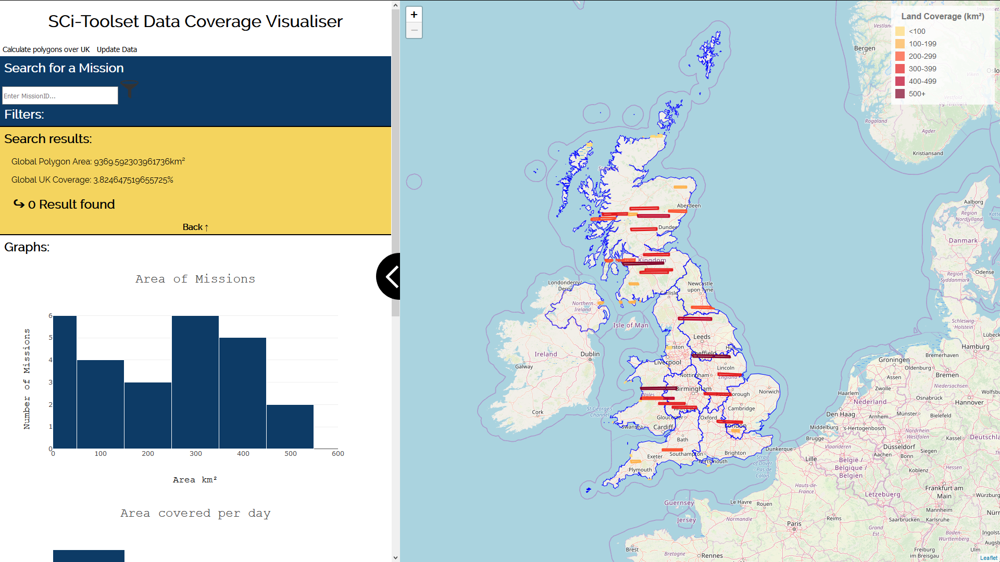 SCi-Toolset Data Coverage Visualiser
Calculate polygons over UK Update Data
Search for a Mission
Enter MissionID...
Filters:
Search results:
Global Polygon Area: 9369.592303961736km²
Global UK Coverage: 3.824647519655725%
↪ 0 Result found
Back ↑
Graphs:
Area of Missions
Number of Missions
6
5
4
3
2
1
0
0 100 200 300 400 500 600
Area km²
Area covered per day
+
−
Land Coverage (km²)
<100
100-199
200-299
300-399
400-499
500+
Bergen
Rogaland
Agder
Kristiansand
Aberdeen
Dundee
Kingdom
Londonderry/
Derry
Northern
Ireland
Newcastle
upon Tyne
Carlisle
Isle of Man
Leeds
Ireland
Dublin
Galway
Liverpool
Lincoln
England
Nottingham
Birmingham
Norwich
Wales
Cambridge
St George's
Channel
Cork
Gloucester
Oxford
Swansea
Cardiff
London
Bath
Exeter
Southampton
Brighton
Portsmouth
Plymouth
Strait
of Dover
- Pas de
Calais
Dunkerque
Guernsey
Jersey
Le Havre
Rouen
Hauts-de-
France
Normandie
Paris
Reims
Grand
Est
Brest
Bretagne
Rennes
Aalborg
Region
Nordjylland
Danmark
Region
Syddanmark
Odense
Schleswig-
Holstein
Hamburg
Bremerhaven
Groningen
Oldenburg
Bremen
Assen
Niedersachsen
Zwolle
Haarlem
Osnabrück
Nederland
Hannover
Den Haag
Arnhem
Münster
Bielefeld
Middelburg
's-Hertogenbosch
Brugge
Vlaanderen
Nordrhein-
Westfalen
Kassel
Düsseldorf
Siegen
Lille
België /
Belgique /
Belgien
Aachen
Bonn
Koblenz
Hessen
Frankfurt am
Main
Lëtzebuerg
Mannheim
Saarbrücken
Karlsruhe
Baden-
Württemberg
Freiburg
im Breisgau
Ulm
Leaflet